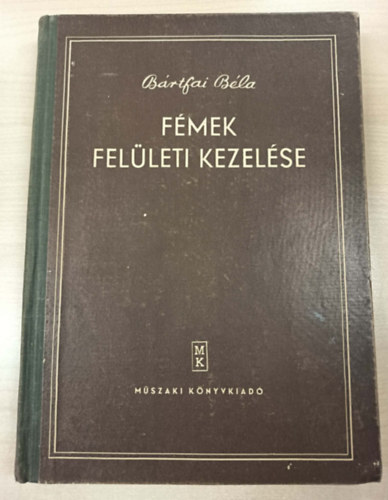 Bártfai Béla
FÉMEK
FELÜLETI KEZELÉSE
M
K
MŰSZAKI KÖNYVKIADÓ